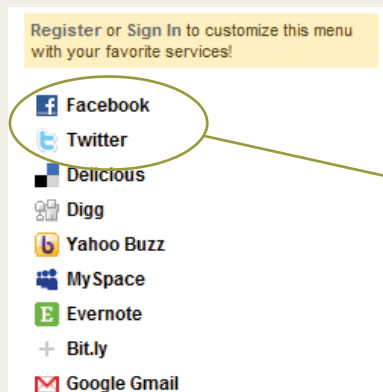 Register or Sign In to customize this menu
with your favorite services!
Facebook
Twitter
Delicious
Digg
Yahoo Buzz
MySpace
Evernote
Bit.ly
Google Gmail